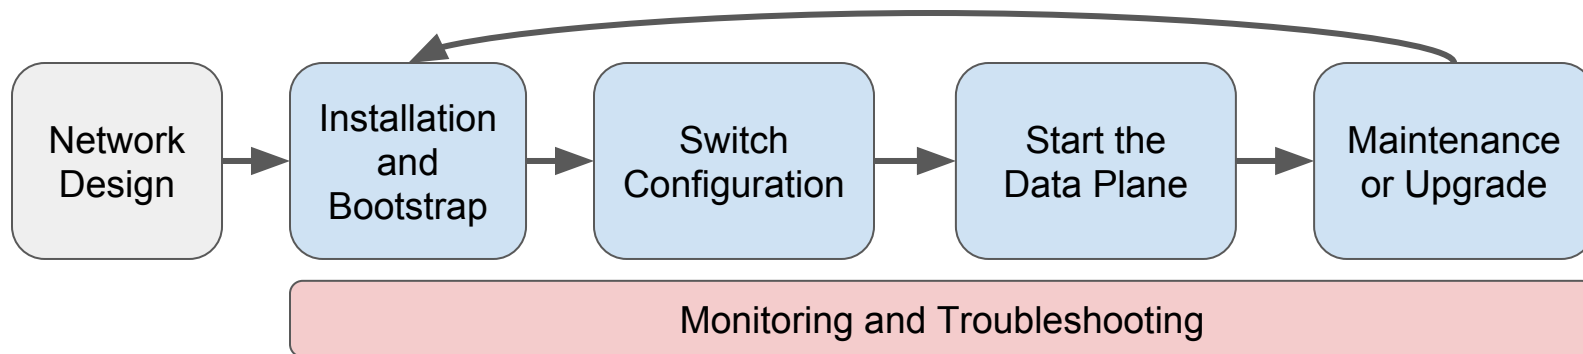 Network
Design
Installation
and
Bootstrap
Switch
Configuration
Start the
Data Plane
Maintenance
or Upgrade
Monitoring and Troubleshooting